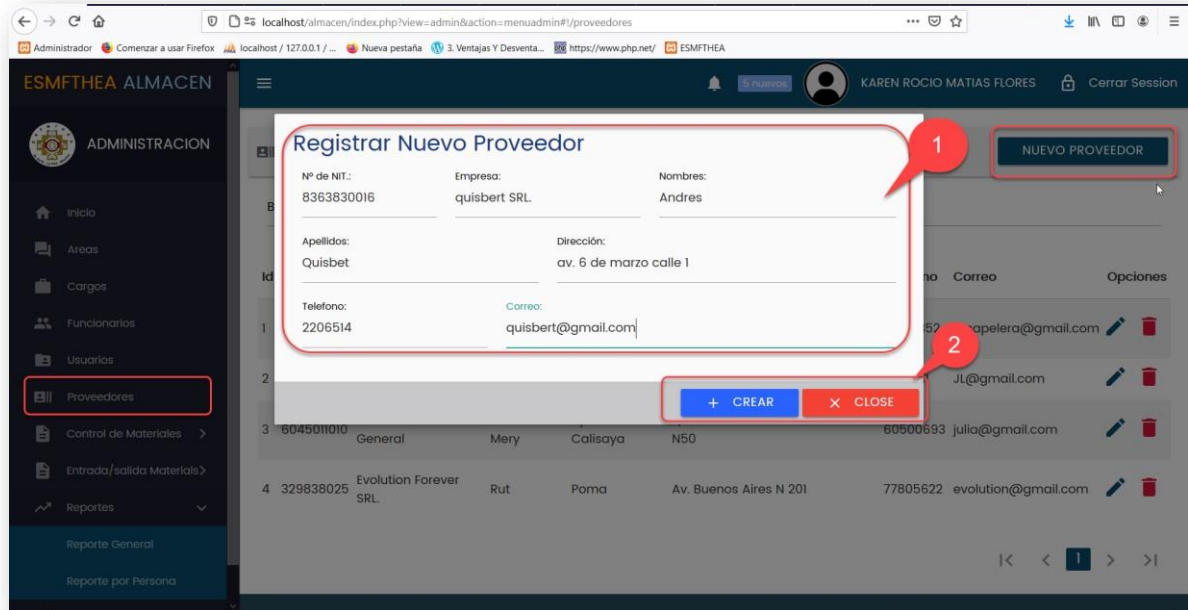 localhost/almacen/index.php?view=admin&action=menuadmin#!/proveedores
Administrador Comenzar a usar Firefox localhost / 127.0.0.1 / ... Nueva pestaña 3. Ventajas Y Desventa... https://www.php.net/ ESMFTHEA
ESMFTHEA ALMACEN
5 nuevos KAREN ROCIO MATIAS FLORES Cerrar Session
ADMINISTRACION
NUEVO PROVEEDOR
Inicio
Areas
Cargos
Funcionarios
Usuarios
Proveedores
Control de Materiales >
Entrada/salida Materials>
Reportes
Reporte General
Reporte por Persona
Registrar Nuevo Proveedor
1
Nº de NIT.: Empresa: Nombres:
8363830016 quisbert SRL. Andres
Apellidos: Dirección:
Quisbet av. 6 de marzo calle 1
Telefono: Correo:
2206514 quisbert@gmail.com
2
+ CREAR X CLOSE
Id Correo Opciones
1
2 JL@gmail.com
3 6045011010 General Mery Calisaya N50 60500693 julia@gmail.com
4 329838025 Evolution Forever SRL. Rut Poma Av. Buenos Aires N 201 77805622 evolution@gmail.com
|< < 1 > >|